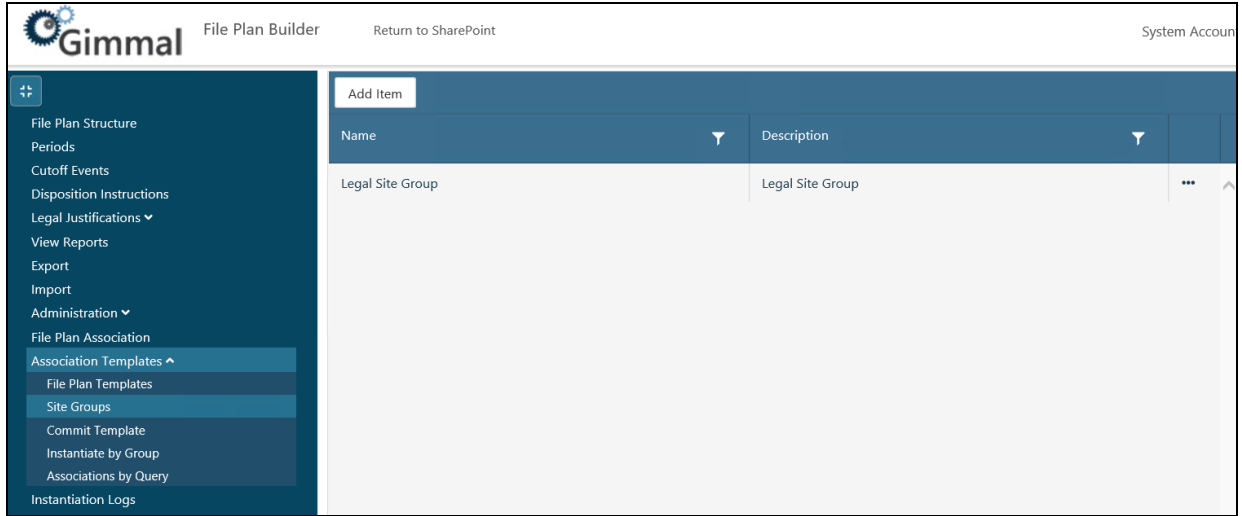 Gimmal File Plan Builder Return to SharePoint System Accoun
Add Item
Name Description
Legal Site Group Legal Site Group •••
File Plan Structure
Periods
Cutoff Events
Disposition Instructions
Legal Justifications
View Reports
Export
Import
Administration
File Plan Association
Association Templates
File Plan Templates
Site Groups
Commit Template
Instantiate by Group
Associations by Query
Instantiation Logs